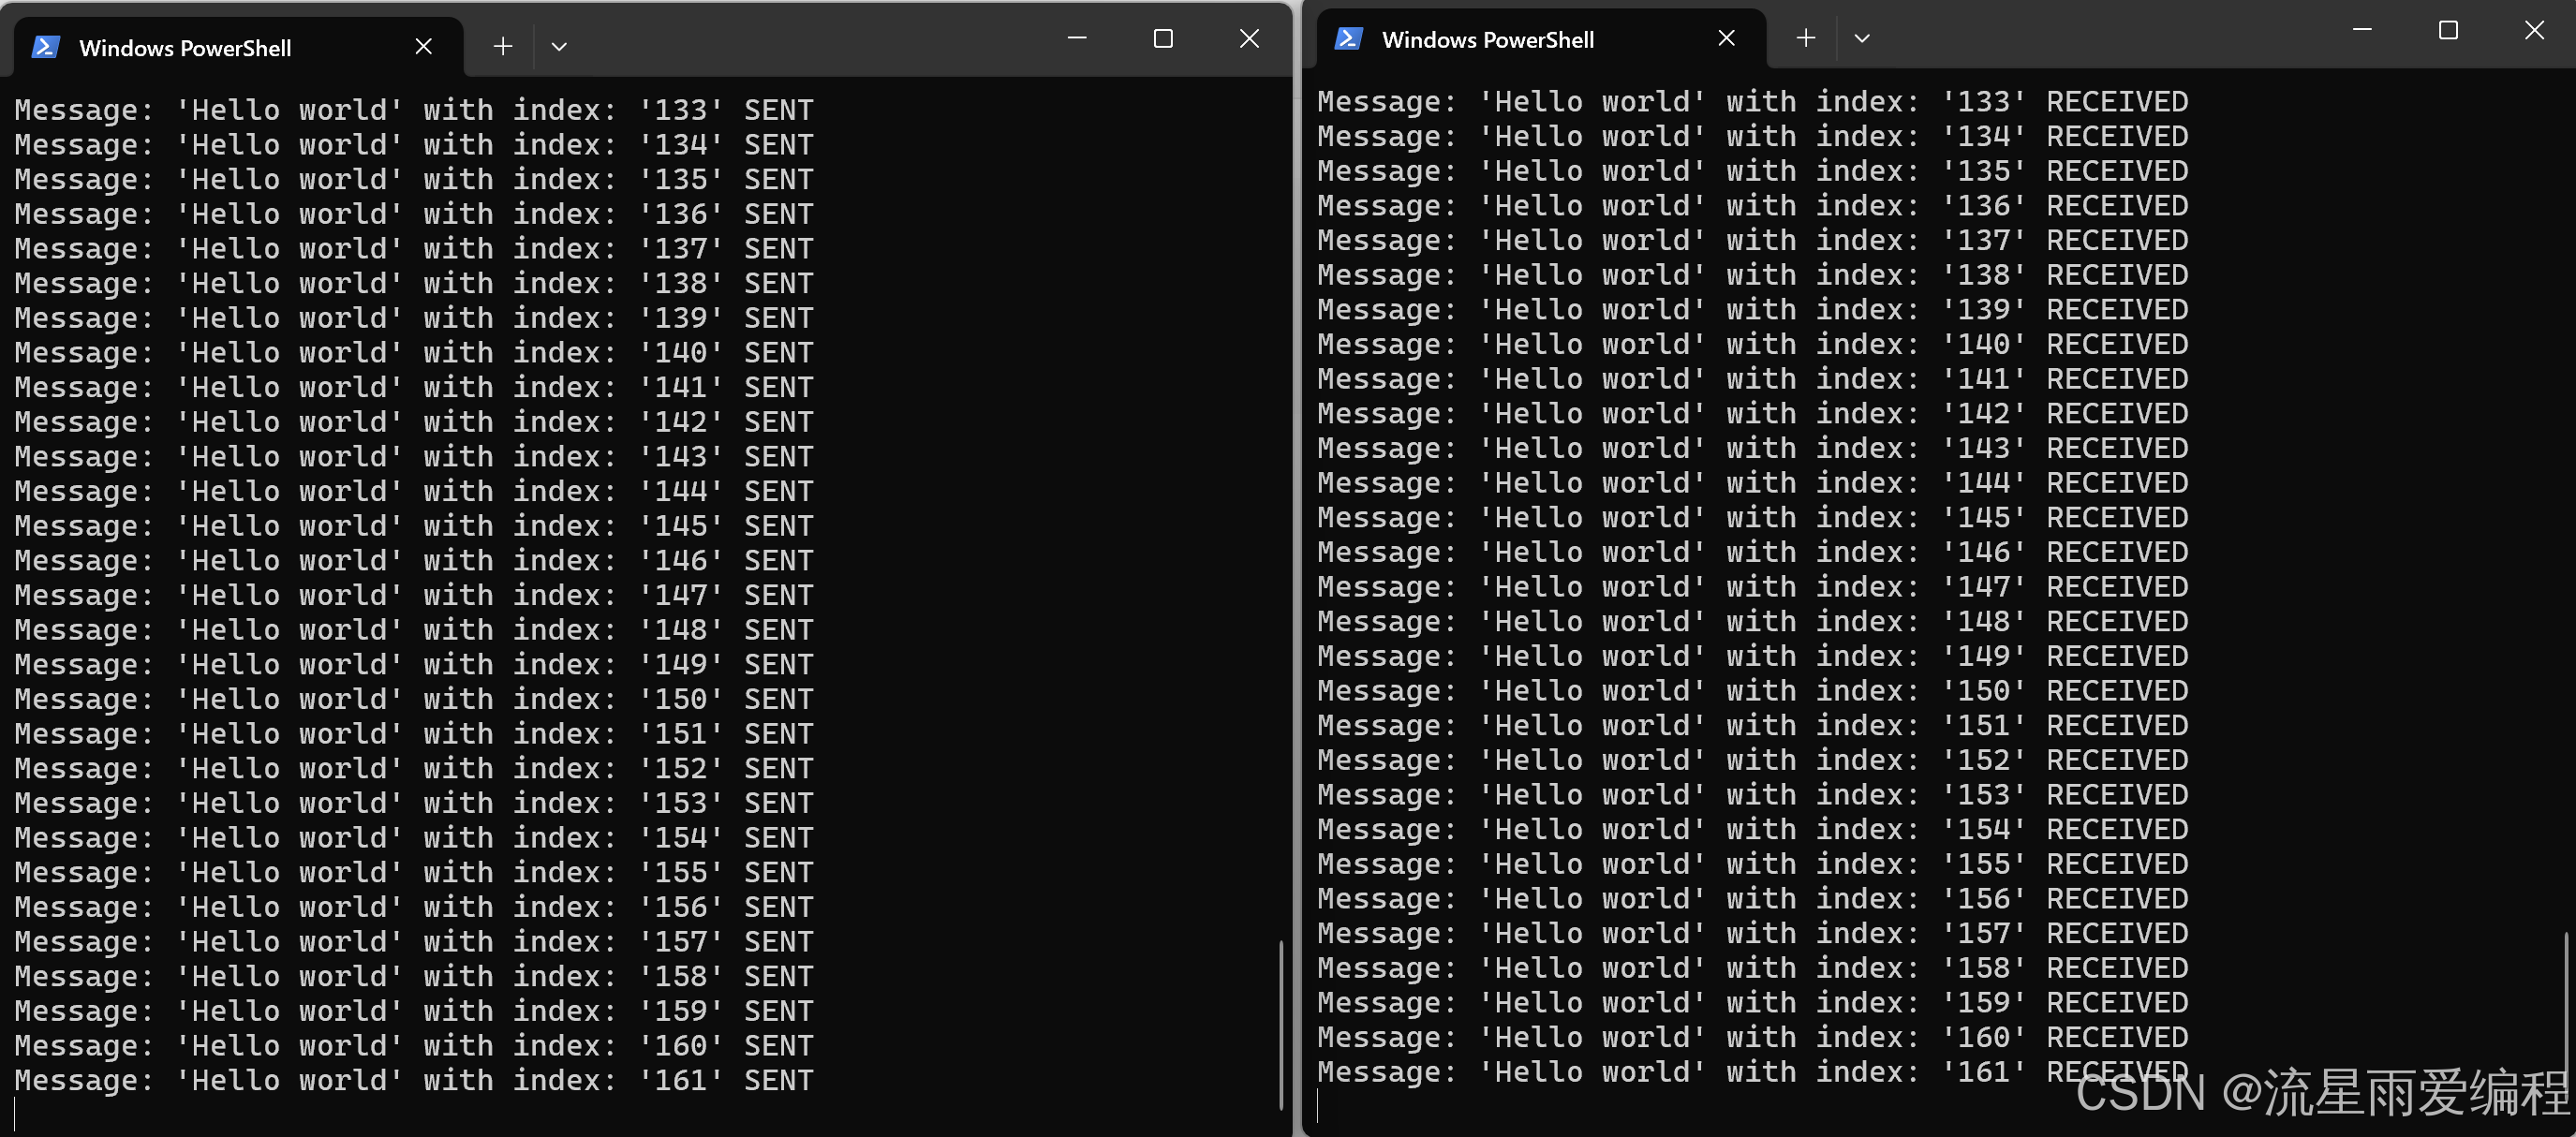 Windows PowerShell
Message: 'Hello world' with index: '133' SENT
Message: 'Hello world' with index: '134' SENT
Message: 'Hello world' with index: '135' SENT
Message: 'Hello world' with index: '136' SENT
Message: 'Hello world' with index: '137' SENT
Message: 'Hello world' with index: '138' SENT
Message: 'Hello world' with index: '139' SENT
Message: 'Hello world' with index: '140' SENT
Message: 'Hello world' with index: '141' SENT
Message: 'Hello world' with index: '142' SENT
Message: 'Hello world' with index: '143' SENT
Message: 'Hello world' with index: '144' SENT
Message: 'Hello world' with index: '145' SENT
Message: 'Hello world' with index: '146' SENT
Message: 'Hello world' with index: '147' SENT
Message: 'Hello world' with index: '148' SENT
Message: 'Hello world' with index: '149' SENT
Message: 'Hello world' with index: '150' SENT
Message: 'Hello world' with index: '151' SENT
Message: 'Hello world' with index: '152' SENT
Message: 'Hello world' with index: '153' SENT
Message: 'Hello world' with index: '154' SENT
Message: 'Hello world' with index: '155' SENT
Message: 'Hello world' with index: '156' SENT
Message: 'Hello world' with index: '157' SENT
Message: 'Hello world' with index: '158' SENT
Message: 'Hello world' with index: '159' SENT
Message: 'Hello world' with index: '160' SENT
Message: 'Hello world' with index: '161' SENT
Windows PowerShell
Message: 'Hello world' with index: '133' RECEIVED
Message: 'Hello world' with index: '134' RECEIVED
Message: 'Hello world' with index: '135' RECEIVED
Message: 'Hello world' with index: '136' RECEIVED
Message: 'Hello world' with index: '137' RECEIVED
Message: 'Hello world' with index: '138' RECEIVED
Message: 'Hello world' with index: '139' RECEIVED
Message: 'Hello world' with index: '140' RECEIVED
Message: 'Hello world' with index: '141' RECEIVED
Message: 'Hello world' with index: '142' RECEIVED
Message: 'Hello world' with index: '143' RECEIVED
Message: 'Hello world' with index: '144' RECEIVED
Message: 'Hello world' with index: '145' RECEIVED
Message: 'Hello world' with index: '146' RECEIVED
Message: 'Hello world' with index: '147' RECEIVED
Message: 'Hello world' with index: '148' RECEIVED
Message: 'Hello world' with index: '149' RECEIVED
Message: 'Hello world' with index: '150' RECEIVED
Message: 'Hello world' with index: '151' RECEIVED
Message: 'Hello world' with index: '152' RECEIVED
Message: 'Hello world' with index: '153' RECEIVED
Message: 'Hello world' with index: '154' RECEIVED
Message: 'Hello world' with index: '155' RECEIVED
Message: 'Hello world' with index: '156' RECEIVED
Message: 'Hello world' with index: '157' RECEIVED
Message: 'Hello world' with index: '158' RECEIVED
Message: 'Hello world' with index: '159' RECEIVED
Message: 'Hello world' with index: '160' RECEIVED
Message: 'Hello world' with index: '161' RECEIVED
CSDN @流星雨爱编程